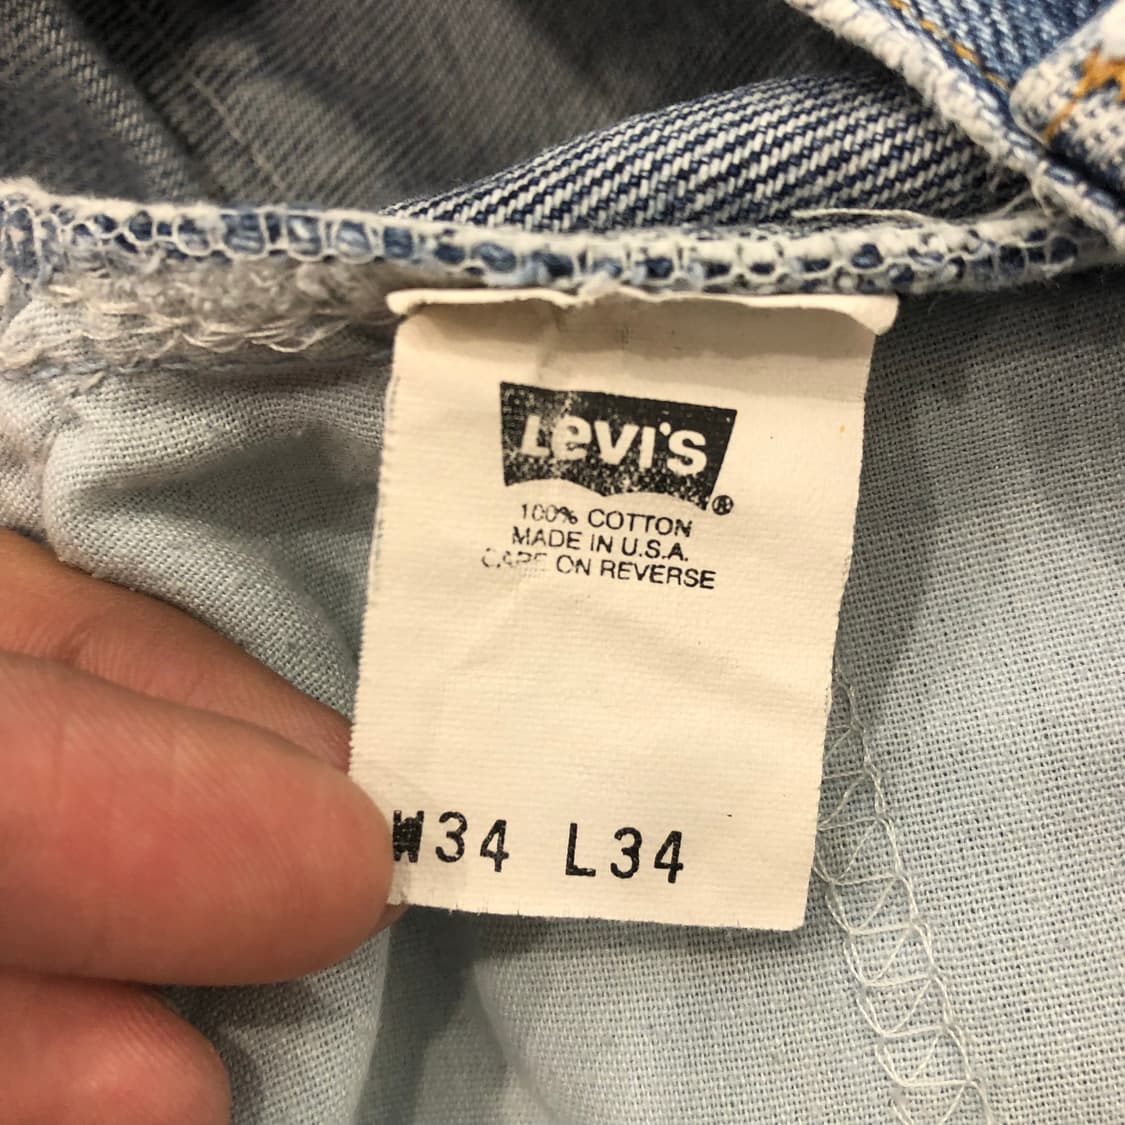 Levi's®
100% COTTON
MADE IN U.S.A.
CARE ON REVERSE
W34 L34